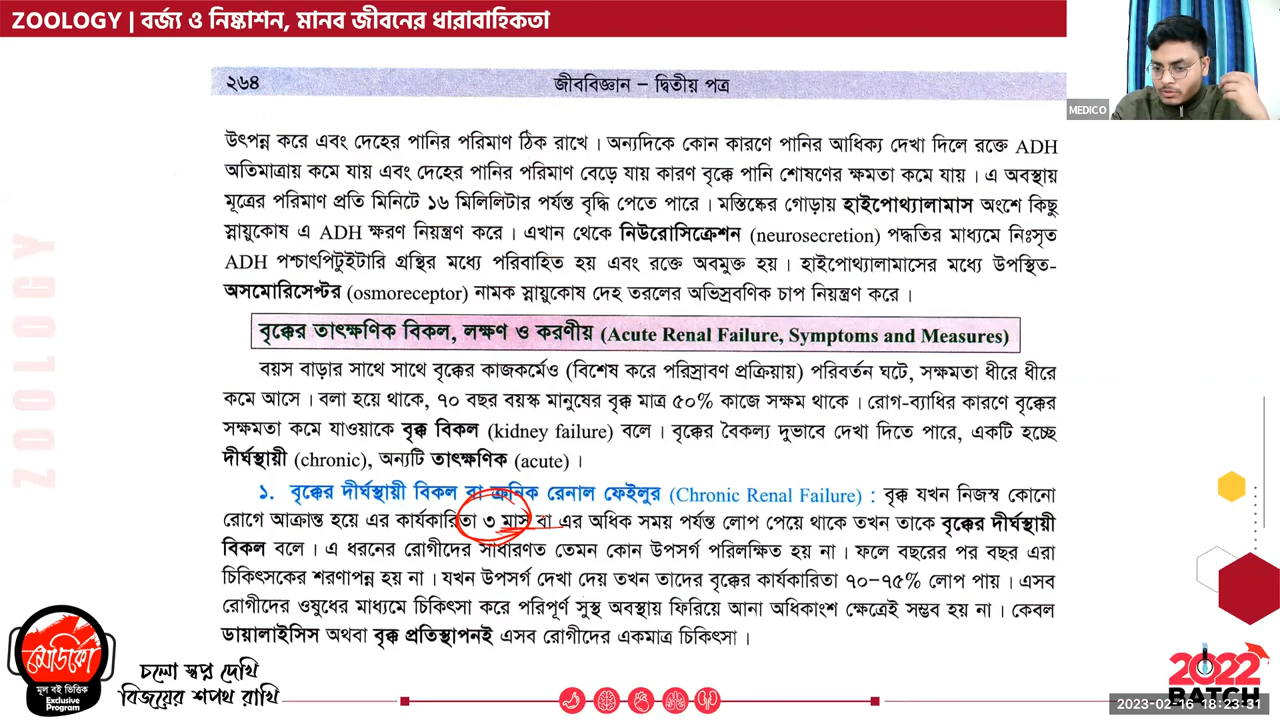 ZOOLOGY | বর্জ্য ও নিষ্কাশন, মানব জীবনের ধারাবাহিকতা
MEDICO
২৬৪ জীববিজ্ঞান – দ্বিতীয় পত্র
উৎপন্ন করে এবং দেহের পানির পরিমাণ ঠিক রাখে। অন্যদিকে কোন কারণে পানির আধিক্য দেখা দিলে রক্তে ADH
অতিমাত্রায় কমে যায় এবং দেহের পানির পরিমাণ বেড়ে যায় কারণ বৃক্কে পানি শোষণের ক্ষমতা কমে যায়। এ অবস্থায়
মূত্রের পরিমাণ প্রতি মিনিটে ১৬ মিলিলিটার পর্যন্ত বৃদ্ধি পেতে পারে। মস্তিষ্কের গোড়ায় হাইপোথ্যালামাস অংশে কিছু
স্নায়ুকোষ এ ADH ক্ষরণ নিয়ন্ত্রণ করে। এখান থেকে নিউরোসিক্রেশন (neurosecretion) পদ্ধতির মাধ্যমে নিঃসৃত
ADH পশ্চাৎপিটুইটারি গ্রন্থির মধ্যে পরিবাহিত হয় এবং রক্তে অবমুক্ত হয়। হাইপোথ্যালামাসের মধ্যে উপস্থিত-
অসমোরিসেপ্টর (osmoreceptor) নামক স্নায়ুকোষ দেহ তরলের অভিস্রবণিক চাপ নিয়ন্ত্রণ করে।
বৃক্কের তাৎক্ষণিক বিকল, লক্ষণ ও করণীয় (Acute Renal Failure, Symptoms and Measures)
বয়স বাড়ার সাথে সাথে বৃক্কের কাজকর্মেও (বিশেষ করে পরিস্রাবণ প্রক্রিয়ায়) পরিবর্তন ঘটে, সক্ষমতা ধীরে ধীরে
কমে আসে। বলা হয়ে থাকে, ৭০ বছর বয়স্ক মানুষের বৃক্ক মাত্র ৫০% কাজে সক্ষম থাকে। রোগ-ব্যাধির কারণে বৃক্কের
সক্ষমতা কমে যাওয়াকে বৃক্ক বিকল (kidney failure) বলে। বৃক্কের বৈকল্য দুভাবে দেখা দিতে পারে, একটি হচ্ছে
দীর্ঘস্থায়ী (chronic), অন্যটি তাৎক্ষণিক (acute)।
১. বৃক্কের দীর্ঘস্থায়ী বিকল বা ক্রনিক রেনাল ফেইলুর (Chronic Renal Failure) : বৃক্ক যখন নিজস্ব কোনো
রোগে আক্রান্ত হয়ে এর কার্যকারিতা ৩ মাস বা এর অধিক সময় পর্যন্ত লোপ পেয়ে থাকে তখন তাকে বৃক্কের দীর্ঘস্থায়ী
বিকল বলে। এ ধরনের রোগীদের সাধারণত তেমন কোন উপসর্গ পরিলক্ষিত হয় না। ফলে বছরের পর বছর এরা
চিকিৎসকের শরণাপন্ন হয় না। যখন উপসর্গ দেখা দেয় তখন তাদের বৃক্কের কার্যকারিতা ৭০–৭৫% লোপ পায়। এসব
রোগীদের ওষুধের মাধ্যমে চিকিৎসা করে পরিপূর্ণ সুস্থ অবস্থায় ফিরিয়ে আনা অধিকাংশ ক্ষেত্রেই সম্ভব হয় না। কেবল
ডায়ালাইসিস অথবা বৃক্ক প্রতিস্থাপনই এসব রোগীদের একমাত্র চিকিৎসা।
ZOOLOGY
মেডিকো
মূল বই ভিত্তিক
Exclusive
Program
চলো স্বপ্ন দেখি
বিজয়ের শপথ রাখি
2022
BATCH
2023-02-16 18:23:31